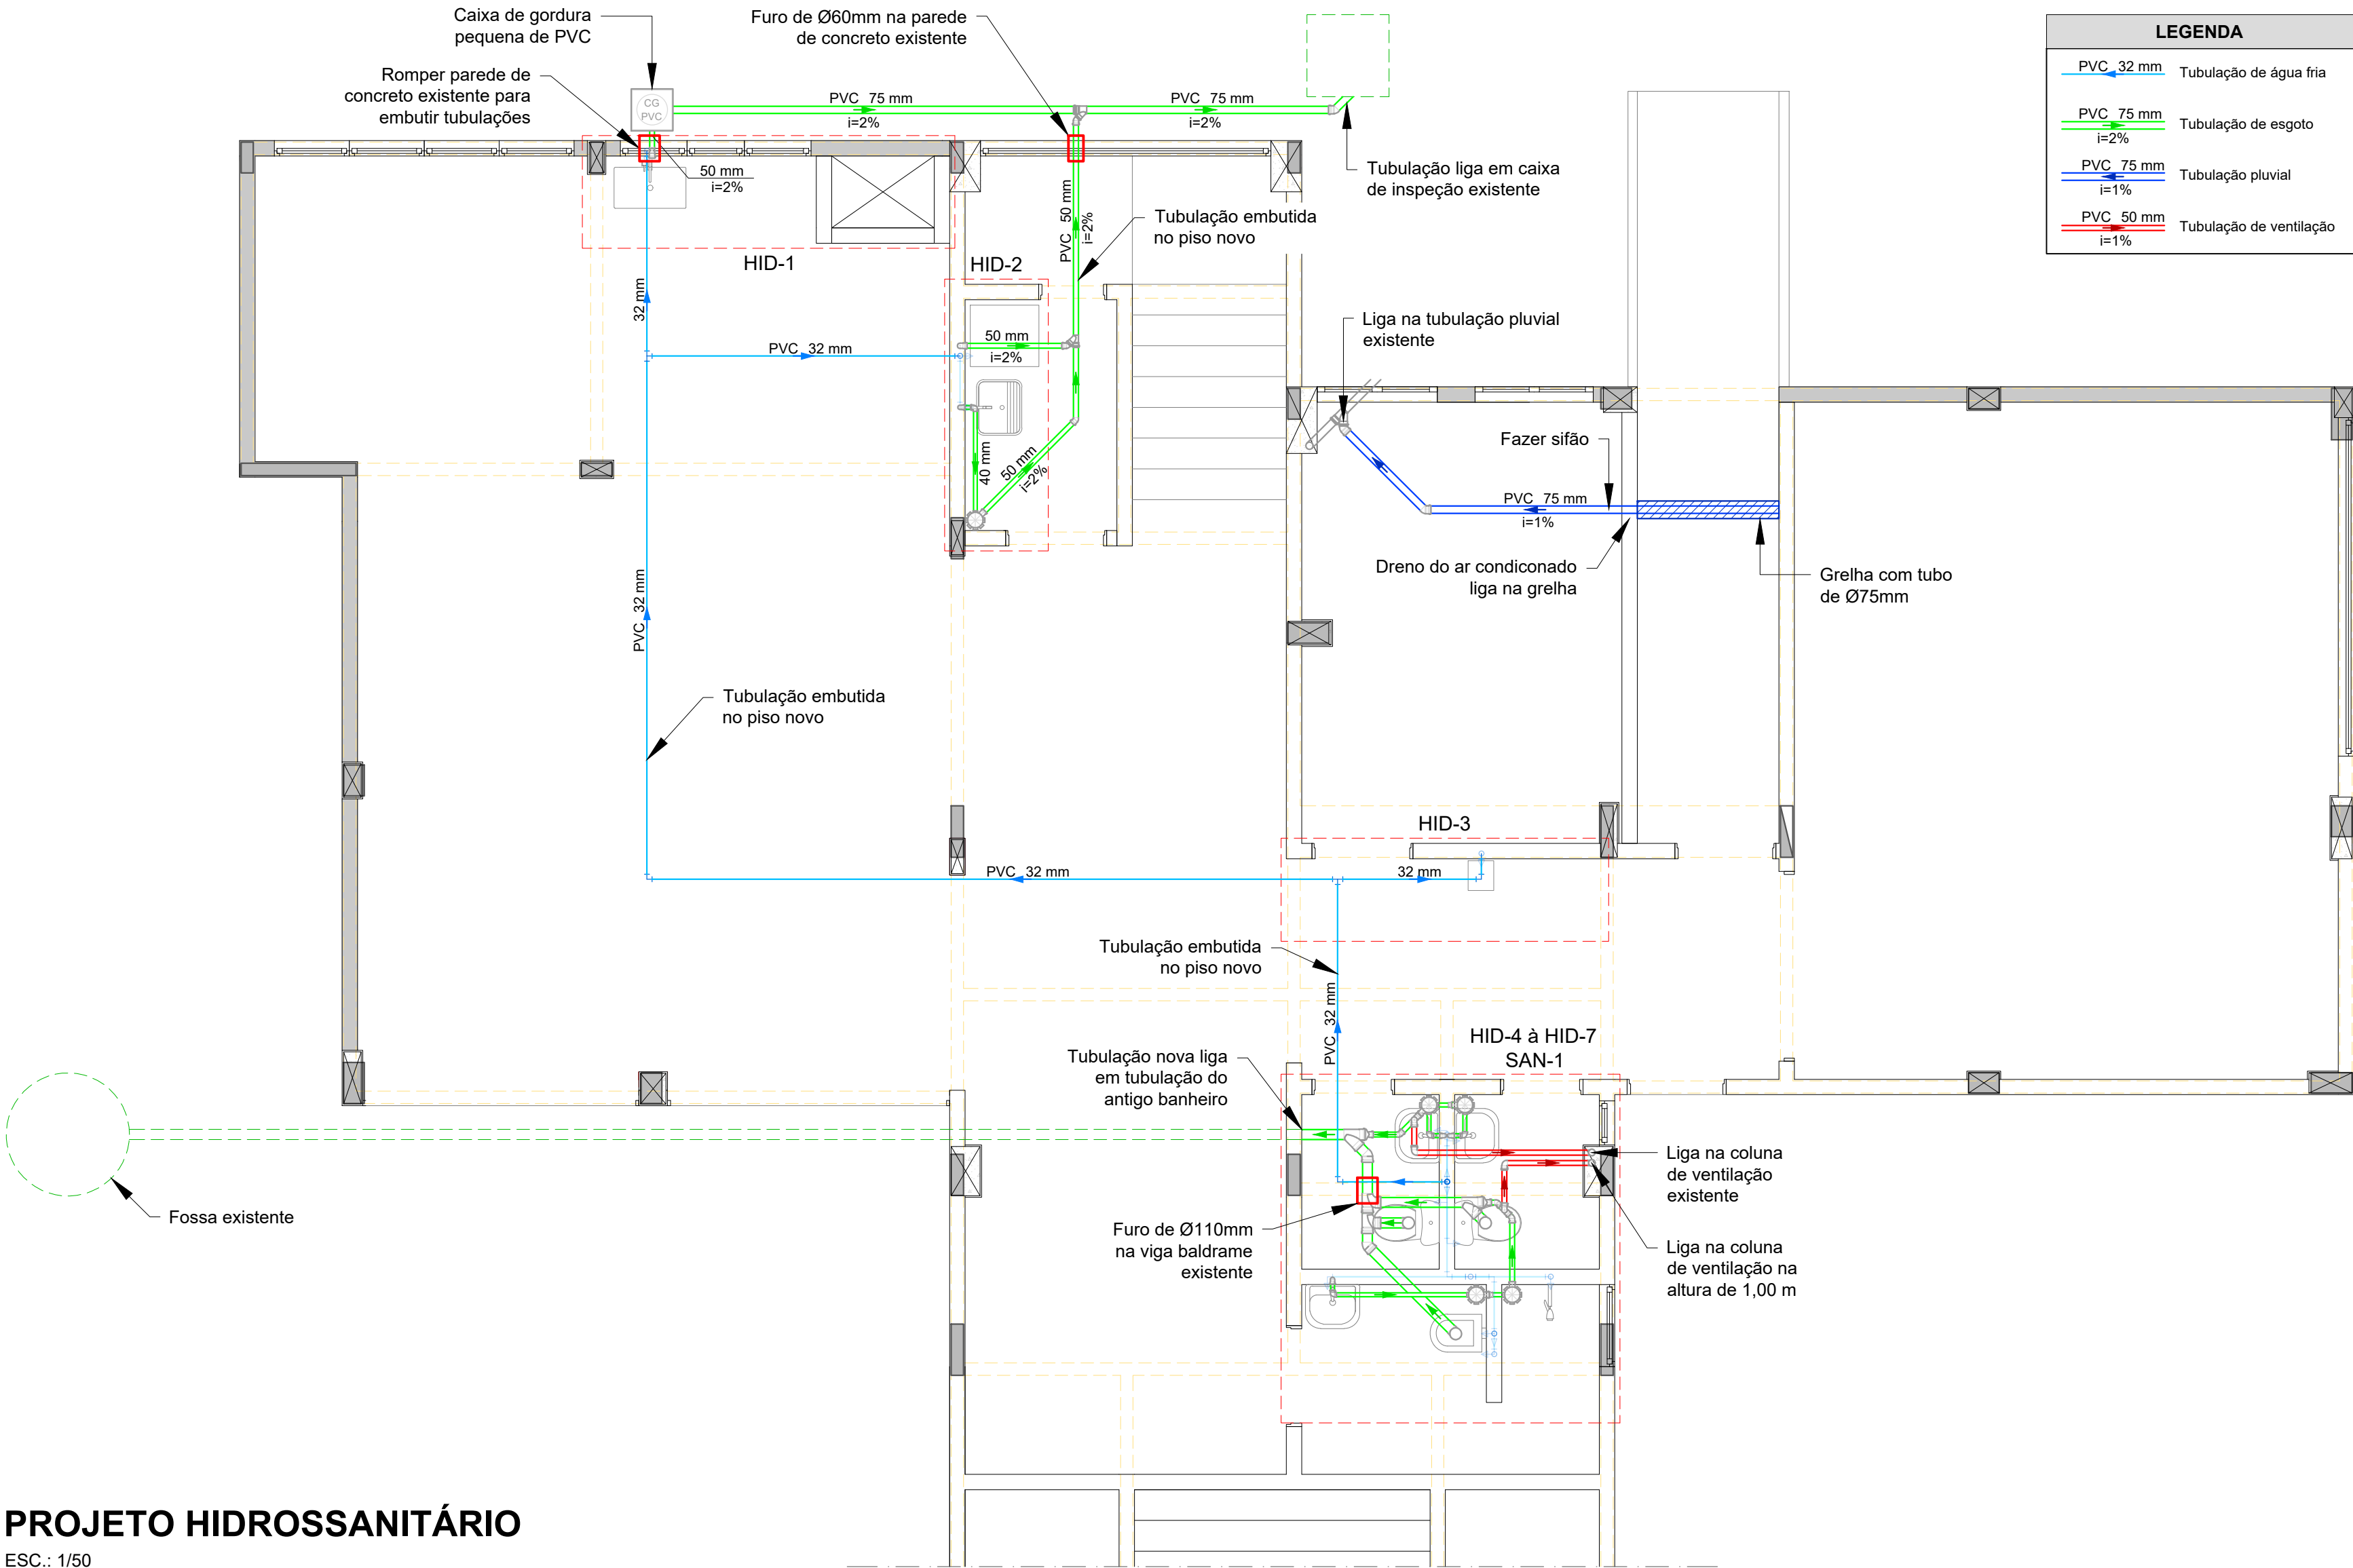 Caixa de gordura
pequena de PVC
Furo de Ø60mm na parede
de concreto existente
Romper parede de
concreto existente para
embutir tubulações
CG
PVC
PVC 75 mm
i=2%
PVC 75 mm
i=2%
LEGENDA
PVC 32 mm
Tubulação de água fria
PVC 75 mm
i=2%
Tubulação de esgoto
PVC 75 mm
i=1%
Tubulação pluvial
PVC 50 mm
i=1%
Tubulação de ventilação
50 mm
i=2%
Tubulação liga em caixa
de inspeção existente
PVC 50 mm
i=2%
Tubulação embutida
no piso novo
HID-1
HID-2
32 mm
PVC 32 mm
50 mm
i=2%
Liga na tubulação pluvial
existente
40 mm
50 mm
i=2%
Fazer sifão
PVC 75 mm
i=1%
Dreno do ar condiconado
liga na grelha
Grelha com tubo
de Ø75mm
PVC 32 mm
Tubulação embutida
no piso novo
HID-3
PVC 32 mm
32 mm
Tubulação embutida
no piso novo
PVC 32 mm
HID-4 à HID-7
SAN-1
Tubulação nova liga
em tubulação do
antigo banheiro
Liga na coluna
de ventilação
existente
Fossa existente
Furo de Ø110mm
na viga baldrame
existente
Liga na coluna
de ventilação na
altura de 1,00 m
PROJETO HIDROSSANITÁRIO
ESC.: 1/50